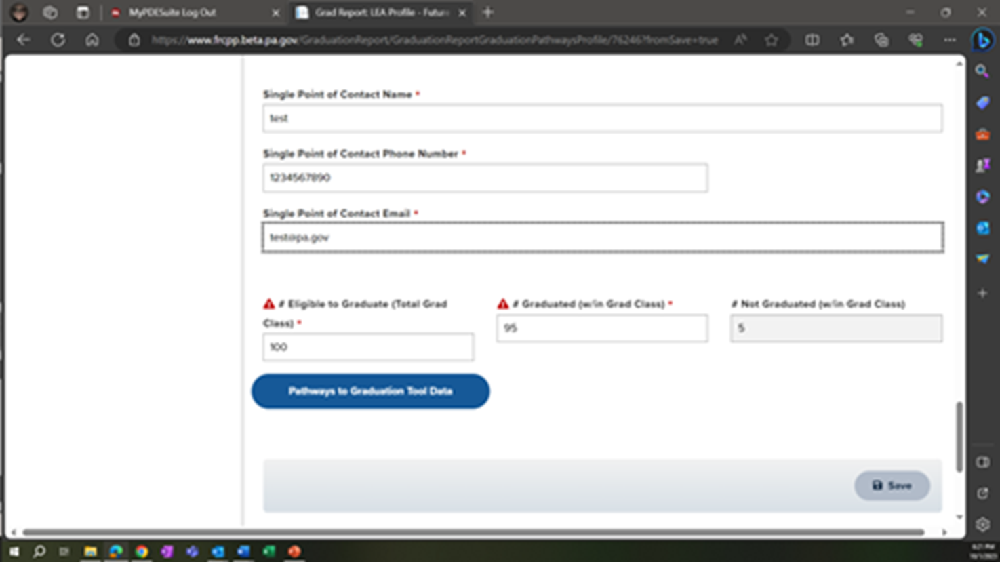 MyPDESuite Log Out
Grad Report: LEA Profile - Future
https://www.frcpp.beta.pa.gov/GraduationReport/GraduationReportGraduationPathwaysProfile/76246?fromSave=true
Single Point of Contact Name *
test
Single Point of Contact Phone Number *
1234567890
Single Point of Contact Email *
test@pa.gov
# Eligible to Graduate (Total Grad
Class) *
100
# Graduated (w/in Grad Class) *
95
# Not Graduated (w/in Grad Class)
5
Pathways to Graduation Tool Data
Save